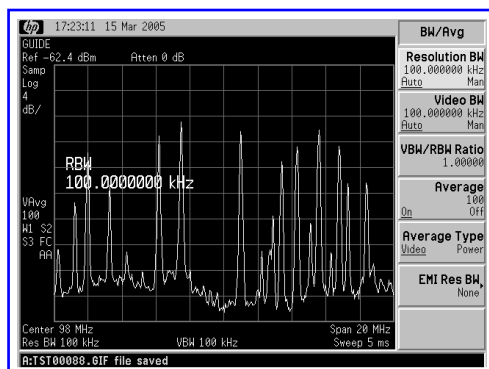 hp 17:23:11 15 Mar 2005
GUIDE
Ref -62.4 dBm Atten 0 dB
Samp
Log
4
dB/
RBW
100.0000000 kHz
VAvg
100
W1 S2
S3 FC
AA
Center 98 MHz Span 20 MHz
Res BW 100 kHz VBW 100 kHz Sweep 5 ms
A:TST00088.GIF file saved
BW/Avg
Resolution BW
100.000000 kHz
Auto Man
Video BW
100.000000 kHz
Auto Man
VBW/RBW Ratio
1.00000
Average
100
On Off
Average Type
Video Power
EMI Res BW
None